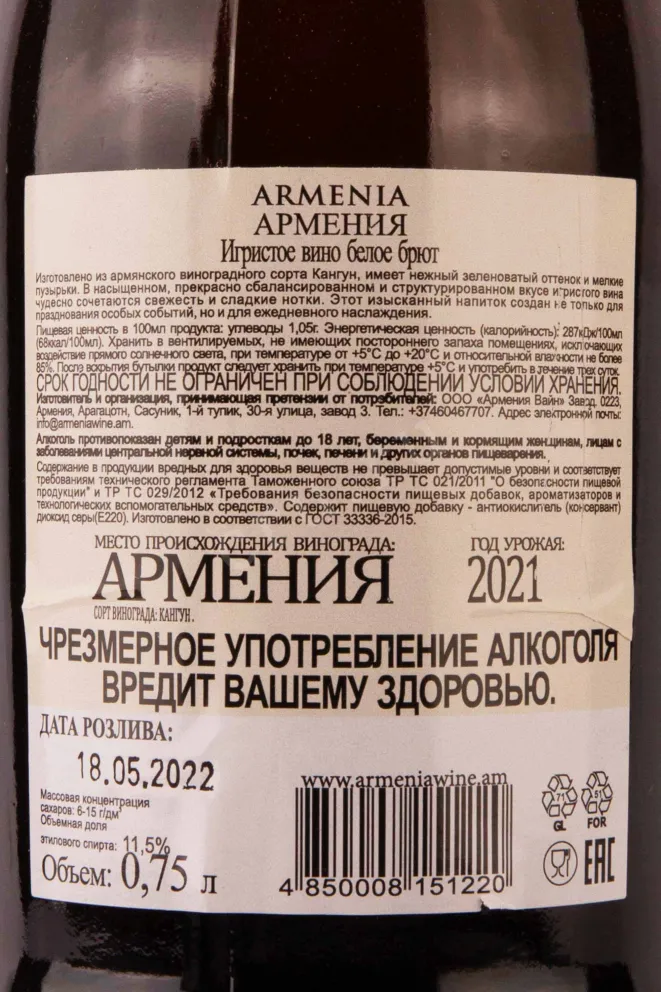 ARMENIA
АРМЕНИЯ
Игристое вино белое брют
Изготовлено из армянского виноградного сорта Кангун, имеет нежный зеленоватый оттенок и мелкие
пузырьки. В насыщенном, прекрасно сбалансированном и структурированном вкусе игристого вина
чудесно сочетаются свежесть и сладкие нотки. Этот изысканный напиток создан не только для
празднования особых событий, но и для ежедневного наслаждения.
Пищевая ценность в 100мл продукта: углеводы 1,05г. Энергетическая ценность (калорийность): 287кДж/100мл
(68ккал/100мл). Хранить в вентилируемых, не имеющих постороннего запаха помещениях, исключающих
воздействие прямого солнечного света, при температуре от +5°С до +20°С и относительной влажности не более
85%. После вскрытия бутылки продукт следует хранить при температуре +5°С и употребить в течение трех суток.
СРОК ГОДНОСТИ НЕ ОГРАНИЧЕН ПРИ СОБЛЮДЕНИИ УСЛОВИЙ ХРАНЕНИЯ.
Изготовитель и организация, принимающая претензии от потребителей: ООО «Армения Вайн» Завод. 0223,
Армения, Арагацотн, Сасуник, 1-й тупик, 30-я улица, завод 3. Тел.: +37460467707. Адрес электронной почты:
info@armeniawine.am.
Алкоголь противопоказан детям и подросткам до 18 лет, беременным и кормящим женщинам, лицам с
заболеваниями центральной нервной системы, почек, печени и других органов пищеварения.
Содержание в продукции вредных для здоровья веществ не превышает допустимые уровни и соответствует
требованиям технического регламента Таможенного союза ТР ТС 021/2011 "О безопасности пищевой
продукции" и ТР ТС 029/2012 «Требования безопасности пищевых добавок, ароматизаторов и
технологических вспомогательных средств». Содержит пищевую добавку - антиокислитель (консервант)
диоксид серы(Е220). Изготовлено в соответствии с ГОСТ 33336-2015.
МЕСТО ПРОИСХОЖДЕНИЯ ВИНОГРАДА: ГОД УРОЖАЯ:
АРМЕНИЯ 2021
СОРТ ВИНОГРАДА: КАНГУН.
ЧРЕЗМЕРНОЕ УПОТРЕБЛЕНИЕ АЛКОГОЛЯ
ВРЕДИТ ВАШЕМУ ЗДОРОВЬЮ.
ДАТА РОЗЛИВА:
18.05.2022
Массовая концентрация
сахаров: 6-15 г/дм³
Объемная доля
этилового спирта: 11,5%
Объем: 0,75 л
www.armeniawine.am
4 850008 151220
71 51
GL FOR
EAC